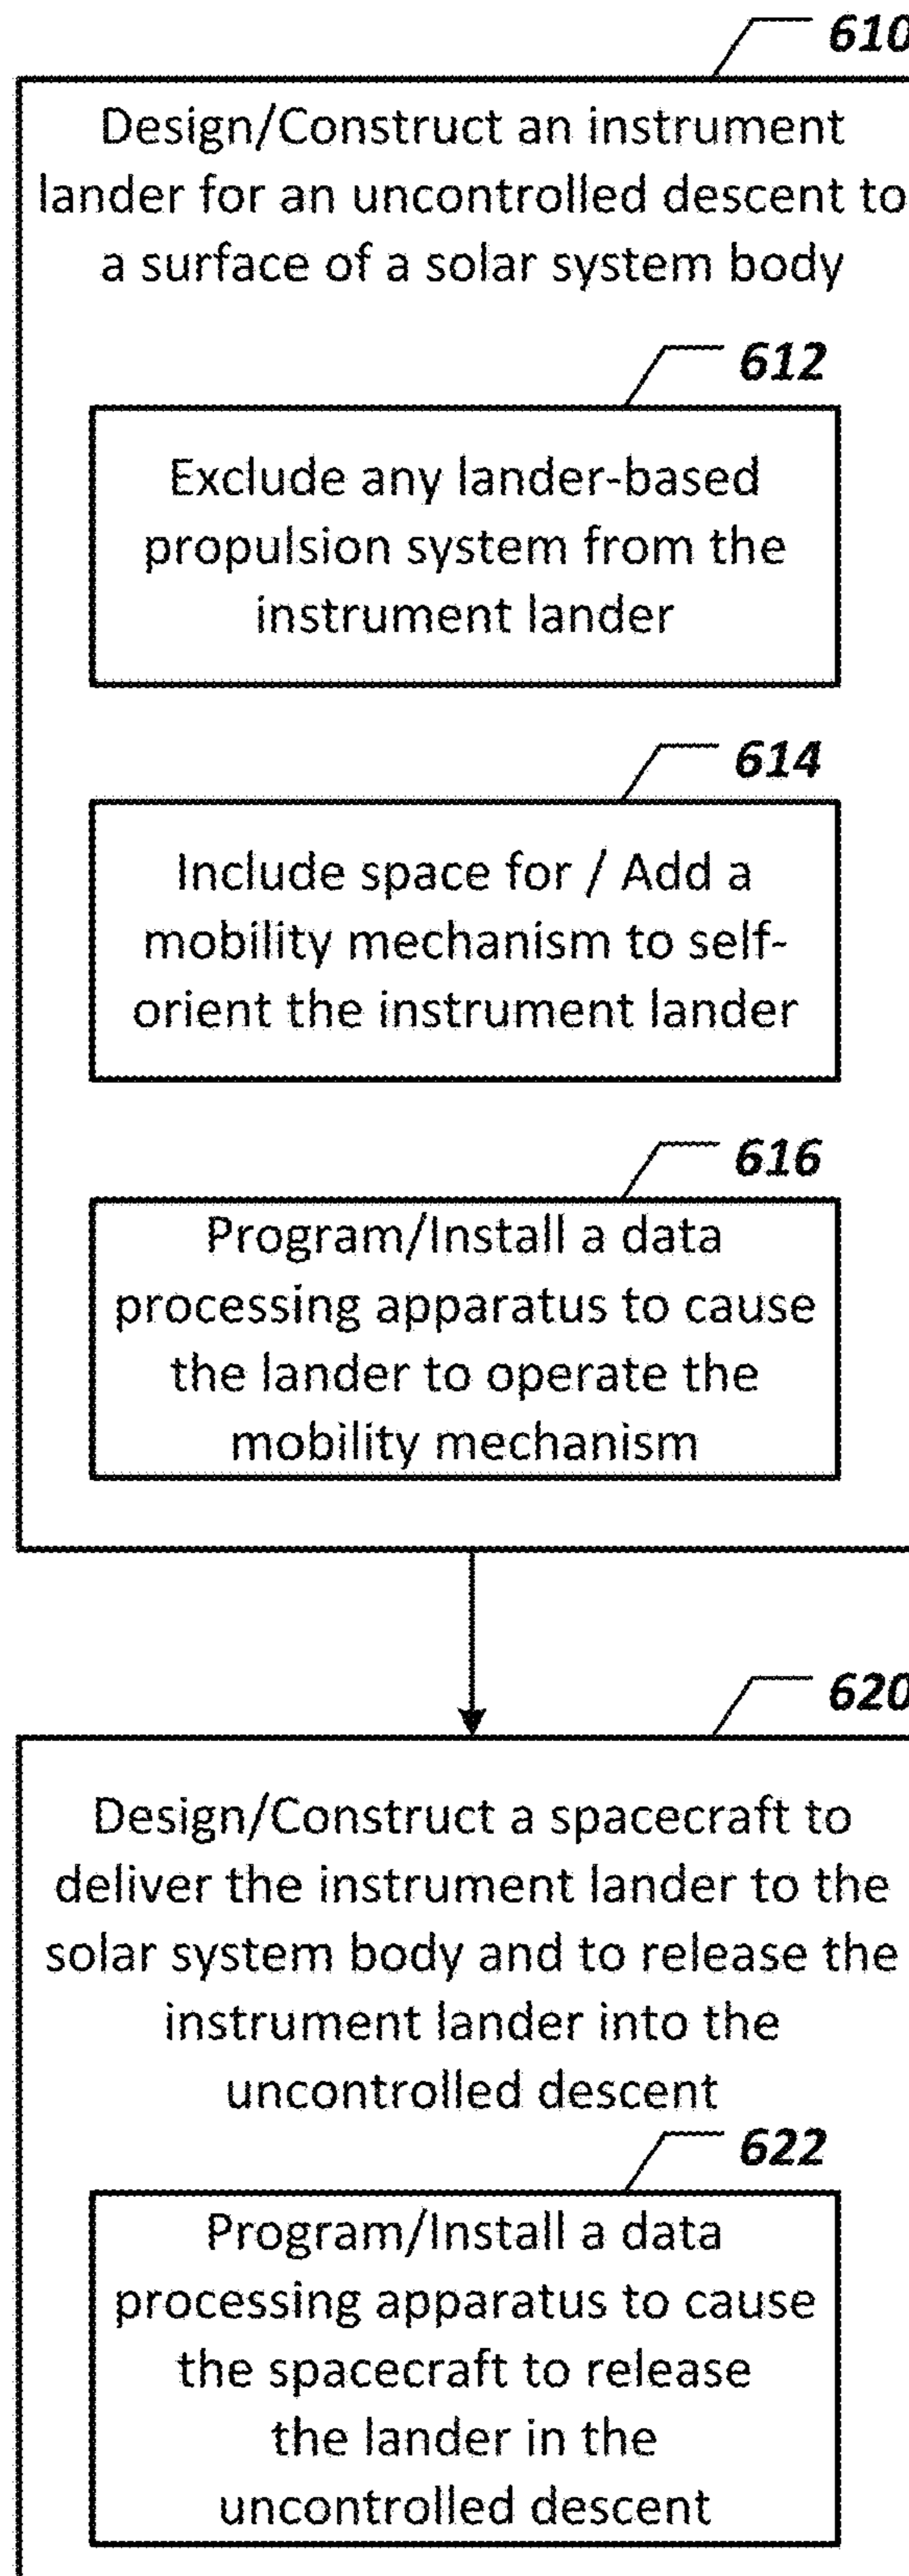 610
Design/Construct an instrument
lander for an uncontrolled descent to
a surface of a solar system body
612
Exclude any lander-based
propulsion system from the
instrument lander
614
Include space for / Add a
mobility mechanism to self-
orient the instrument lander
616
Program/Install a data
processing apparatus to cause
the lander to operate the
mobility mechanism
620
Design/Construct a spacecraft to
deliver the instrument lander to the
solar system body and to release the
instrument lander into the
uncontrolled descent
622
Program/Install a data
processing apparatus to cause
the spacecraft to release
the lander in the
uncontrolled descent